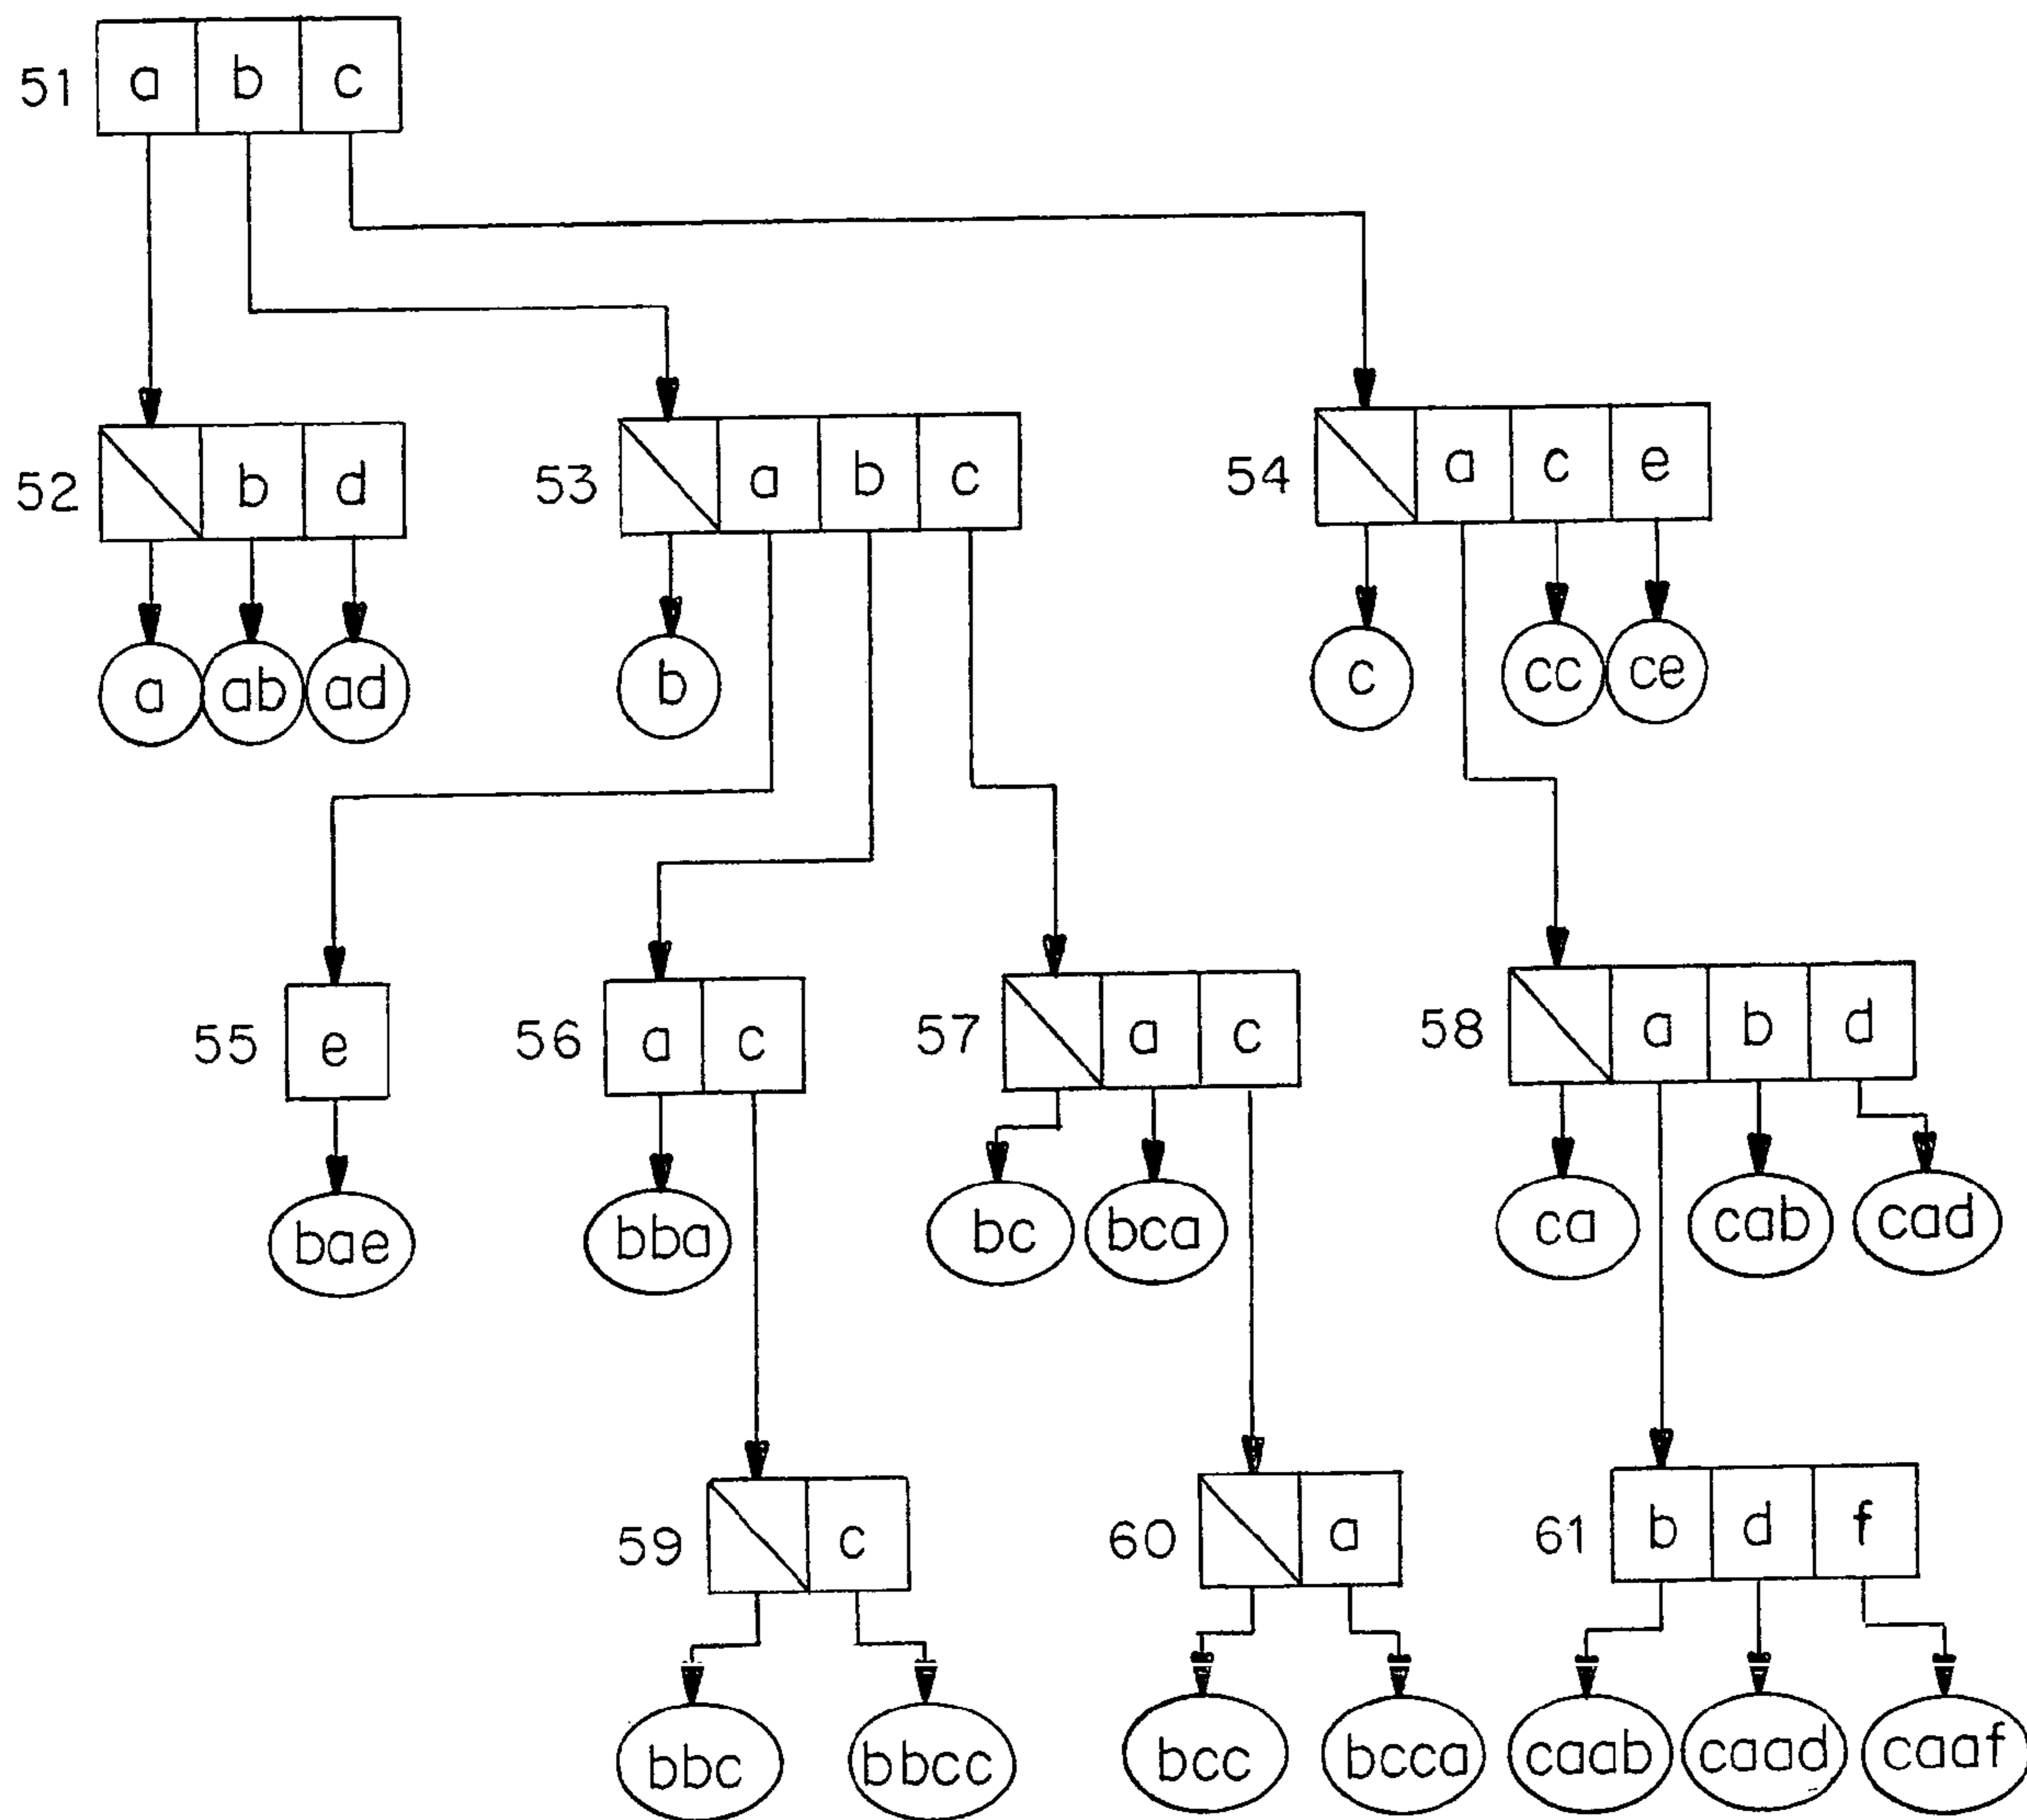 51 a b c
52 b d
53 a b c
54 a c e
a ab ad
b
c cc ce
55 e
56 a c
57 a c
58 a b d
bae
bba
bc bca
ca cab cad
59 c
60 a
61 b d f
bbc bbcc
bcc bcca
caab caad caaf